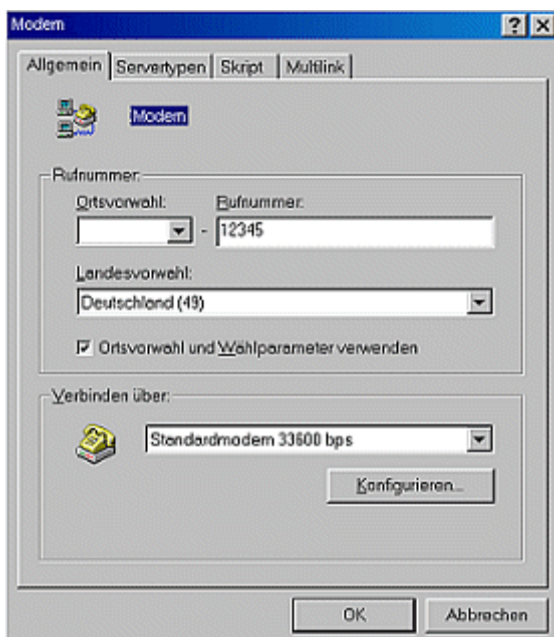 Modem
Allgemein Servertypen Skript Multilink
Modem
Rufnummer:
Ortsvorwahl: Rufnummer:
- 12345
Landesvorwahl:
Deutschland (49)
Ortsvorwahl und Wählparameter verwenden
Verbinden über:
Standardmodem 33600 bps
Konfigurieren...
OK Abbrechen